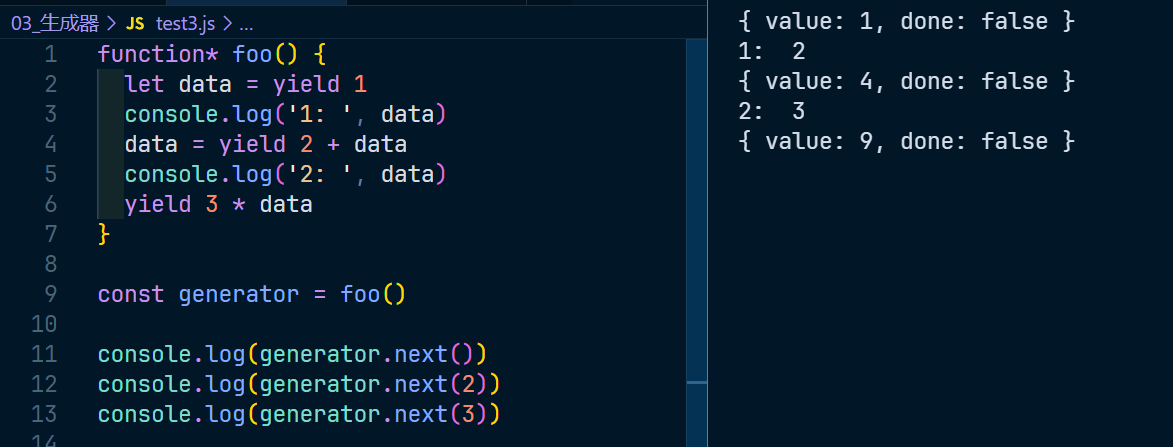 03_生成器 > JS test3.js > ...
1 function* foo() {
2 let data = yield 1
3 console.log('1: ', data)
4 data = yield 2 + data
5 console.log('2: ', data)
6 yield 3 * data
7 }
8
9 const generator = foo()
10
11 console.log(generator.next())
12 console.log(generator.next(2))
13 console.log(generator.next(3))
14
{ value: 1, done: false }
1:  2
{ value: 4, done: false }
2:  3
{ value: 9, done: false }